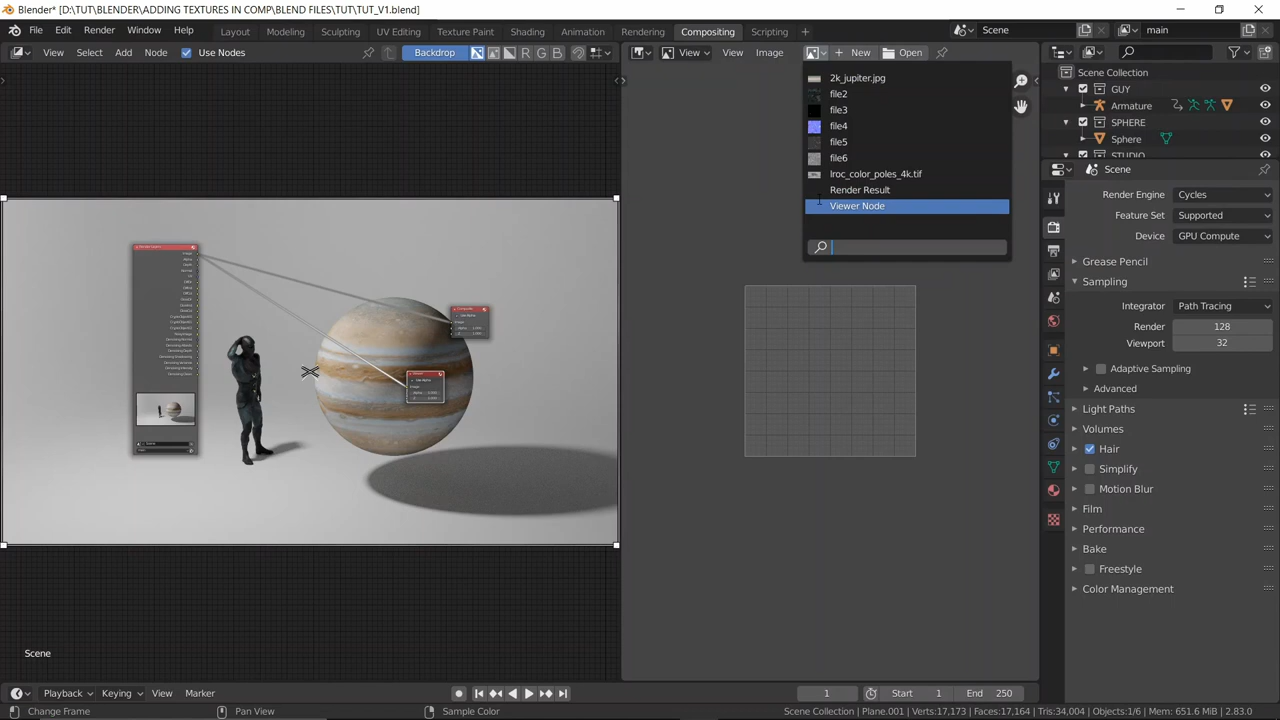 Blender* [D:\TUT\BLENDER\ADDING TEXTURES IN COMP\BLEND FILES\TUT\TUT_V1.blend]
File Edit Render Window Help Layout Modeling Sculpting UV Editing Texture Paint Shading Animation Rendering Compositing Scripting + Scene main
View Select Add Node Use Nodes Backdrop R G B View View Image New Open
2k_jupiter.jpg
file2
file3
file4
file5
file6
lroc_color_poles_4k.tif
Render Result
Viewer Node
Scene Collection
GUY
Armature
SPHERE
Sphere
STUDIO
Scene
Render Engine Cycles
Feature Set Supported
Device GPU Compute
Grease Pencil
Sampling
Integrator Path Tracing
Render 128
Viewport 32
Adaptive Sampling
Advanced
Light Paths
Volumes
Hair
Simplify
Motion Blur
Film
Performance
Bake
Freestyle
Color Management
Scene
Playback Keying View Marker 1 Start 1 End 250
Change Frame Pan View Sample Color Scene Collection | Plane.001 | Verts:17,173 | Faces:17,164 | Tris:34,004 | Objects:1/6 | Mem: 651.6 MiB | 2.83.0